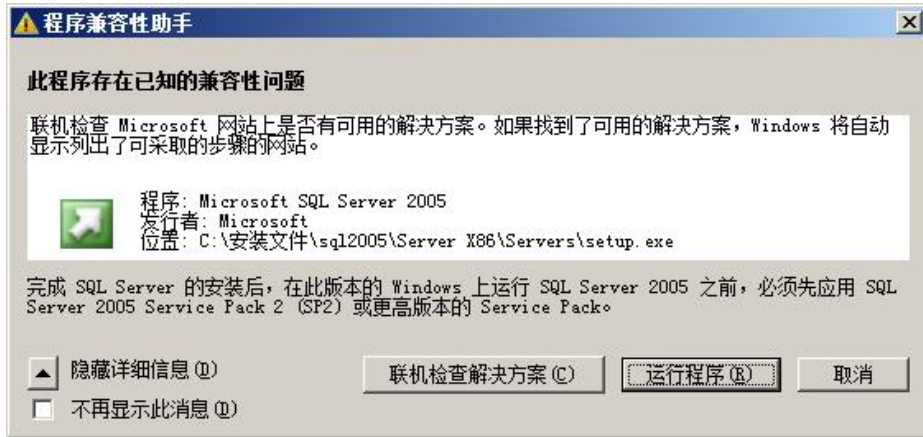 程序兼容性助手
此程序存在已知的兼容性问题
联机检查 Microsoft 网站上是否有可用的解决方案。如果找到了可用的解决方案，Windows 将自动
显示列出了可采取的步骤的网站。
程序: Microsoft SQL Server 2005
发行者: Microsoft
位置: C:\安装文件\sql2005\Server X86\Servers\setup.exe
完成 SQL Server 的安装后，在此版本的 Windows 上运行 SQL Server 2005 之前，必须先应用 SQL
Server 2005 Service Pack 2 (SP2) 或更高版本的 Service Pack。
隐藏详细信息(D)
联机检查解决方案(C)
运行程序(R)
取消
不再显示此消息(D)